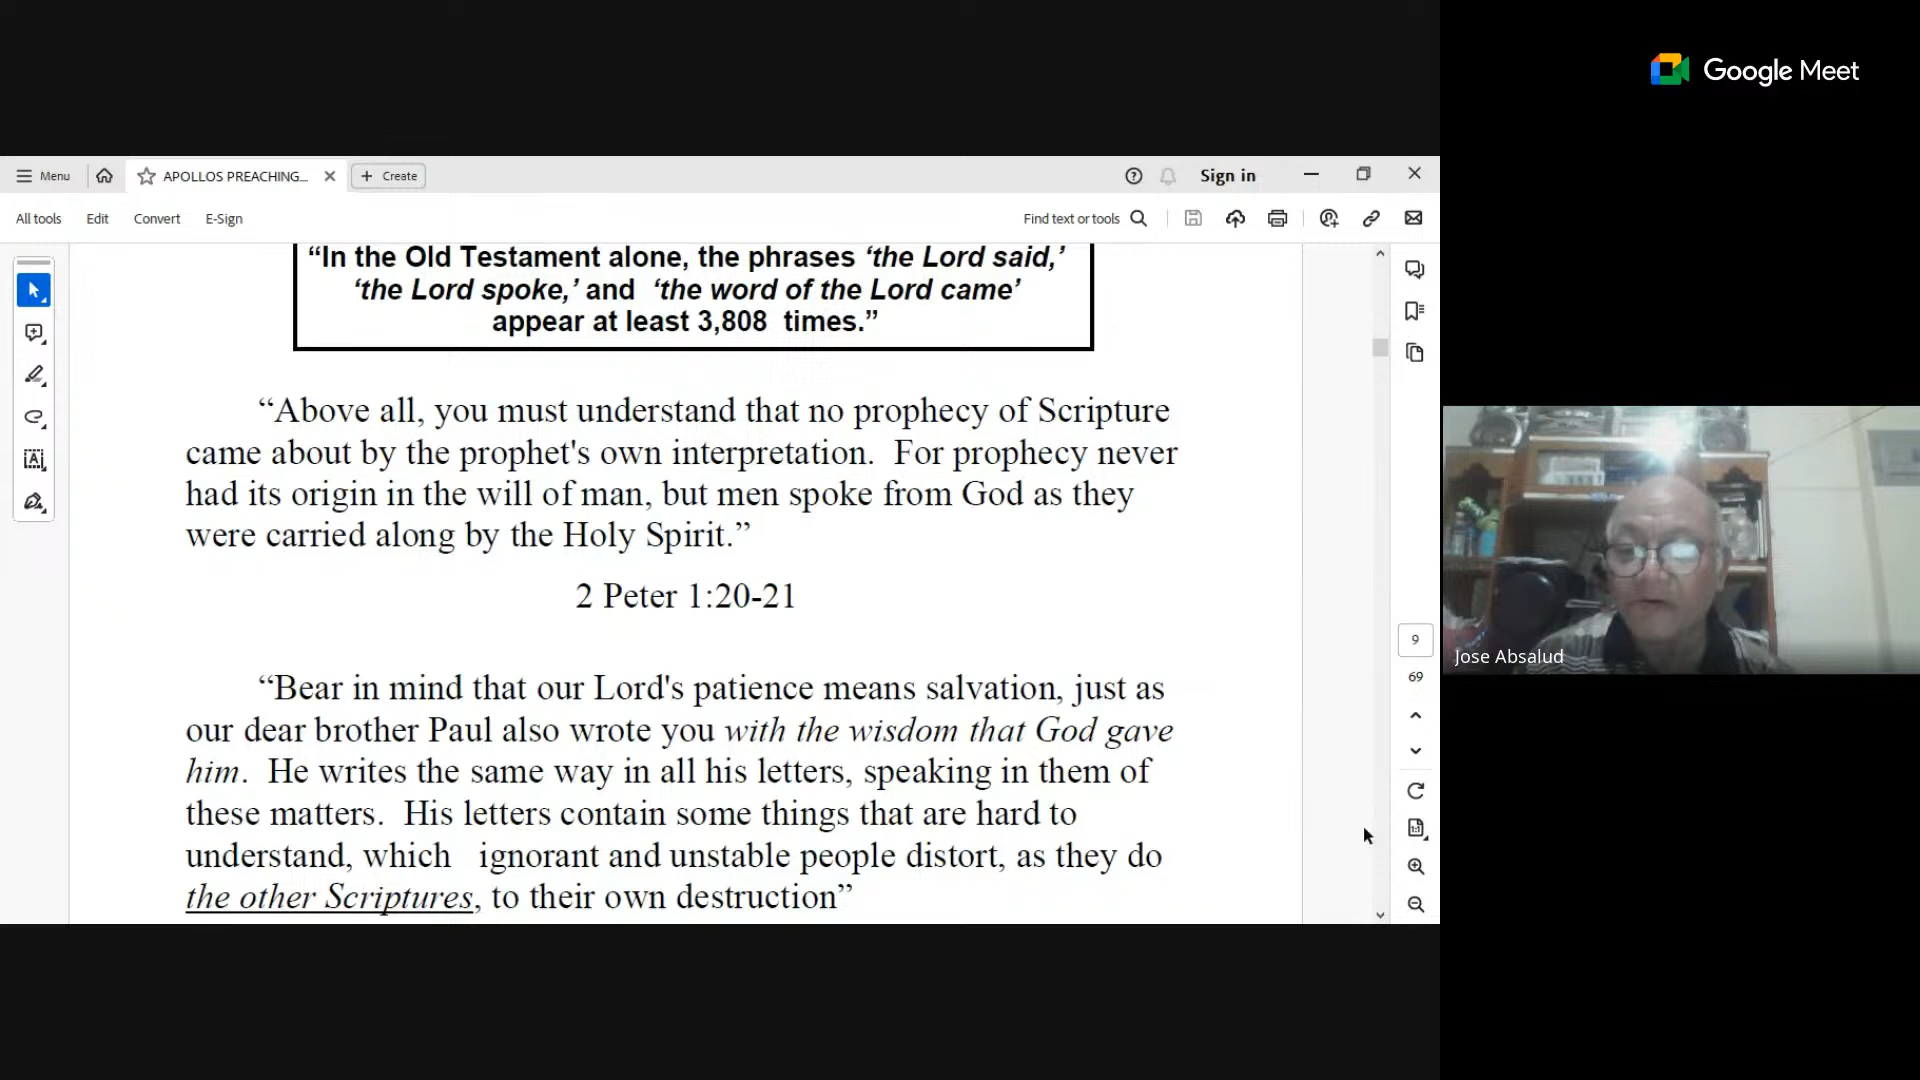 Google Meet
Menu
APOLLOS PREACHING...
Create
Sign in
All tools
Edit
Convert
E-Sign
Find text or tools
“In the Old Testament alone, the phrases ‘the Lord said,’
‘the Lord spoke,’ and ‘the word of the Lord came’
appear at least 3,808 times.”
“Above all, you must understand that no prophecy of Scripture
came about by the prophet's own interpretation. For prophecy never
had its origin in the will of man, but men spoke from God as they
were carried along by the Holy Spirit.”
2 Peter 1:20-21
“Bear in mind that our Lord's patience means salvation, just as
our dear brother Paul also wrote you with the wisdom that God gave
him. He writes the same way in all his letters, speaking in them of
these matters. His letters contain some things that are hard to
understand, which ignorant and unstable people distort, as they do
the other Scriptures, to their own destruction”
9
69
Jose Absalud